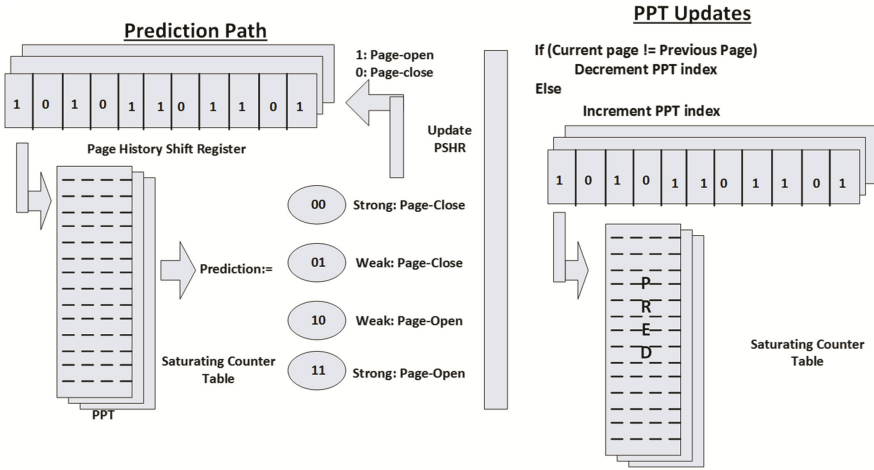 Prediction Path
1: Page-open
0: Page-close
1 0 1 0 1 1 0 1 1 0 1
Page History Shift Register
Update
PSHR
00 Strong: Page-Close
Prediction:= 01 Weak: Page-Close
10 Weak: Page-Open
11 Strong: Page-Open
Saturating Counter
Table
PPT
PPT Updates
If (Current page != Previous Page)
Decrement PPT index
Else
Increment PPT index
1 0 1 0 1 1 0 1 1 0 1
P
R
E
D
Saturating Counter
Table